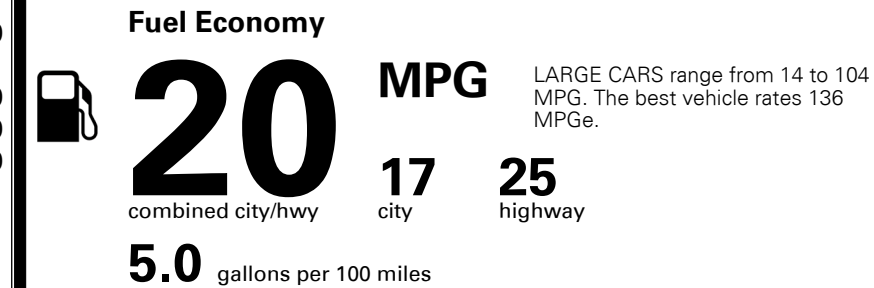 Fuel Economy
20 MPG
LARGE CARS range from 14 to 104
MPG. The best vehicle rates 136
MPGe.
17 25
combined city/hwy city highway
5.0 gallons per 100 miles